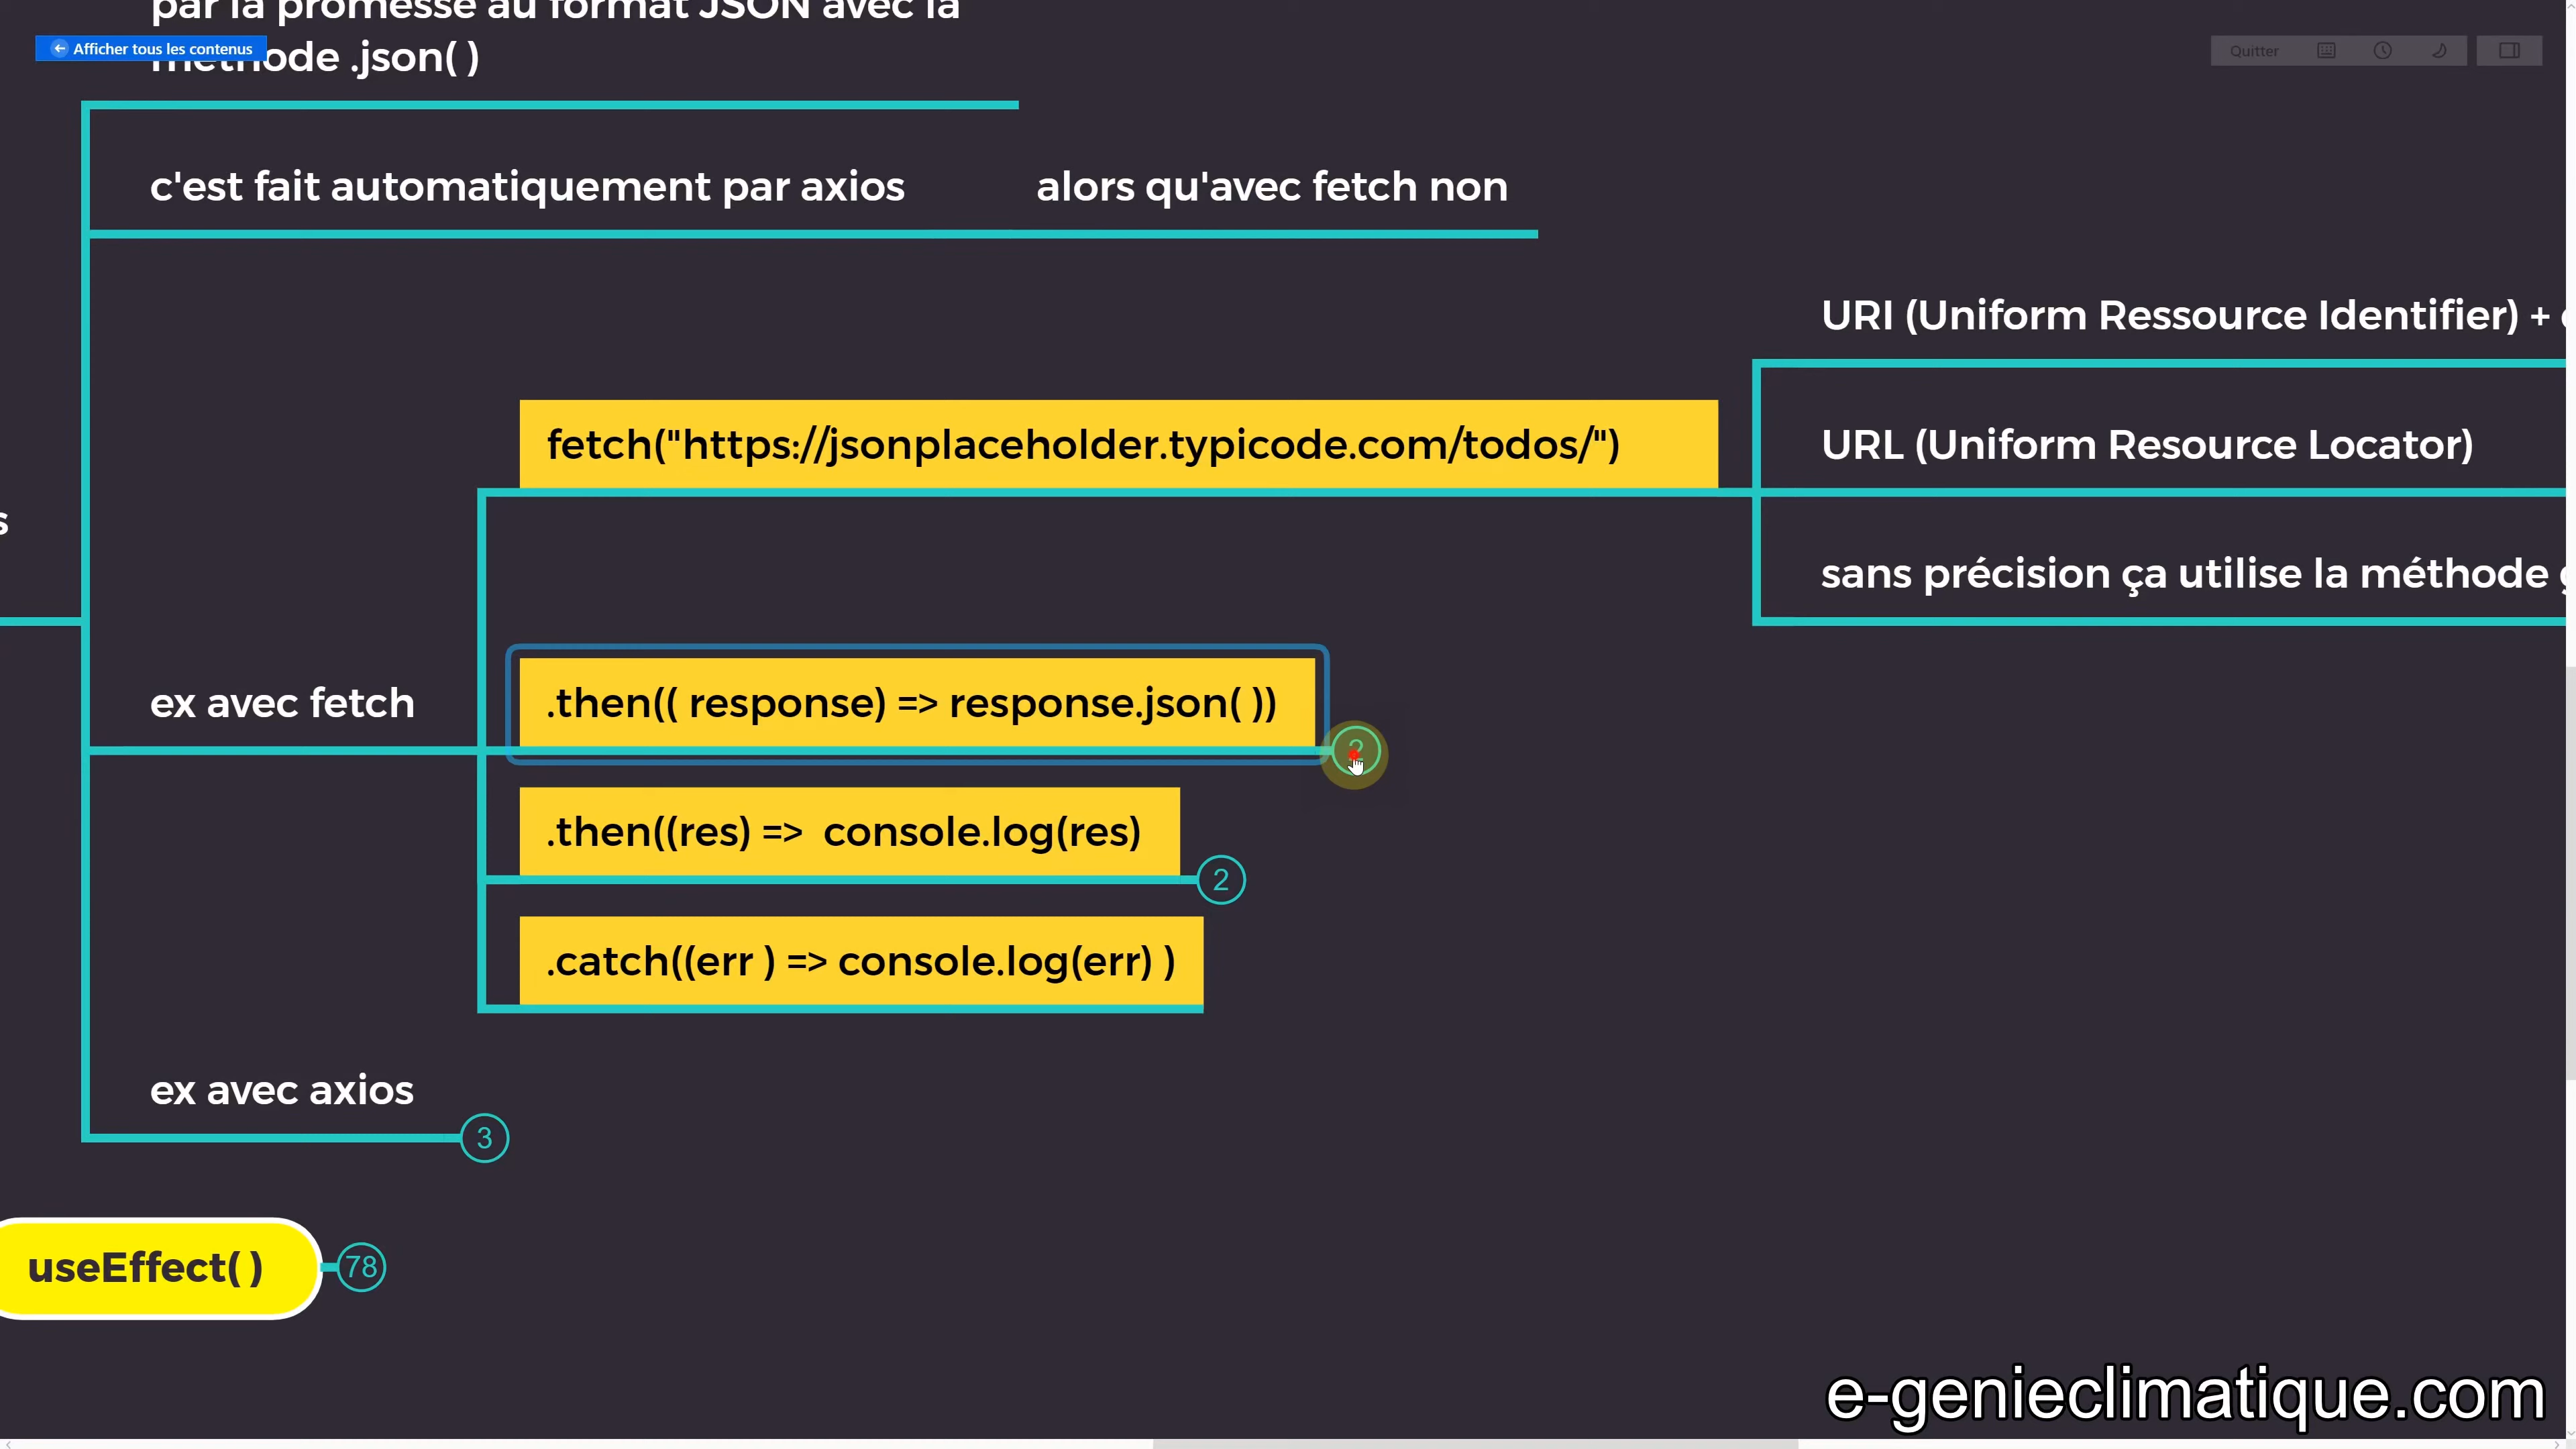 par la promesse au format JSON avec la
Afficher tous les contenus
méthode .json( )
Quitter
c'est fait automatiquement par axios
alors qu'avec fetch non
URI (Uniform Ressource Identifier) +
fetch("https://jsonplaceholder.typicode.com/todos/")
URL (Uniform Resource Locator)
s
sans précision ça utilise la méthode
ex avec fetch
.then(( response) => response.json( ))
2
.then((res) => console.log(res)
2
.catch((err ) => console.log(err) )
ex avec axios
3
useEffect( )
78
e-genieclimatique.com